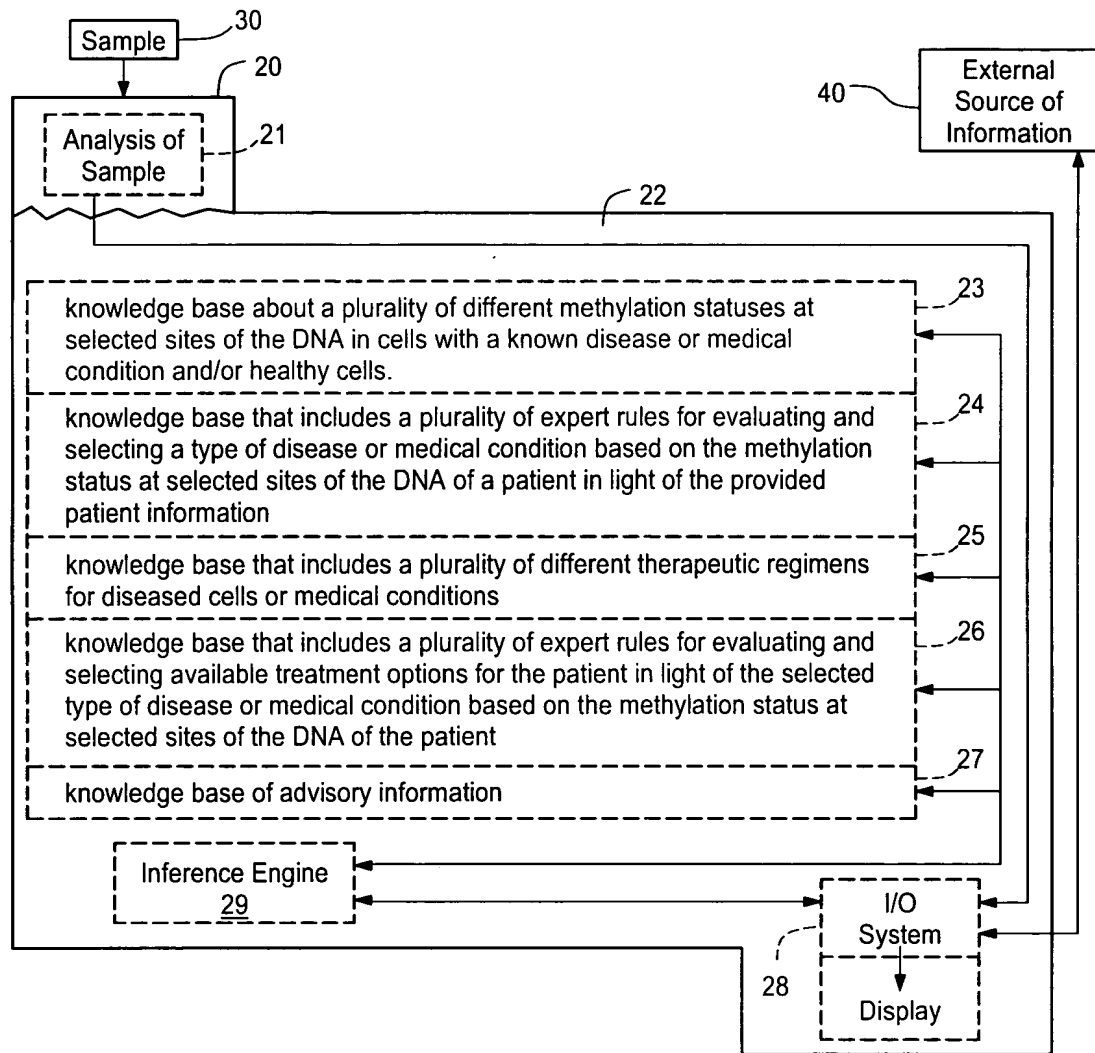 Sample
30
20
Analysis of
Sample
21
40
External
Source of
Information
22
23
knowledge base about a plurality of different methylation statuses at
selected sites of the DNA in cells with a known disease or medical
condition and/or healthy cells.
24
knowledge base that includes a plurality of expert rules for evaluating and
selecting a type of disease or medical condition based on the methylation
status at selected sites of the DNA of a patient in light of the provided
patient information
25
knowledge base that includes a plurality of different therapeutic regimens
for diseased cells or medical conditions
26
knowledge base that includes a plurality of expert rules for evaluating and
selecting available treatment options for the patient in light of the selected
type of disease or medical condition based on the methylation status at
selected sites of the DNA of the patient
27
knowledge base of advisory information
Inference Engine
29
I/O
System
28
Display